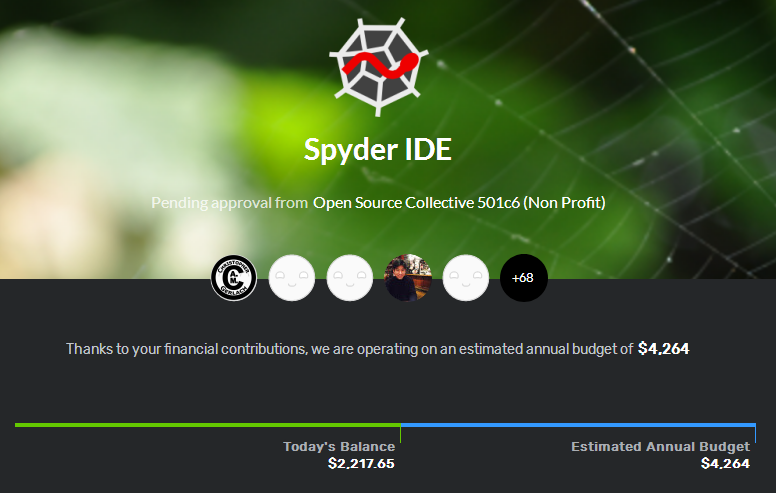 Spyder IDE
Pending approval from Open Source Collective 501c6 (Non Profit)
+68
Thanks to your financial contributions, we are operating on an estimated annual budget of $4,264
Today's Balance
$2,217.65
Estimated Annual Budget
$4,264